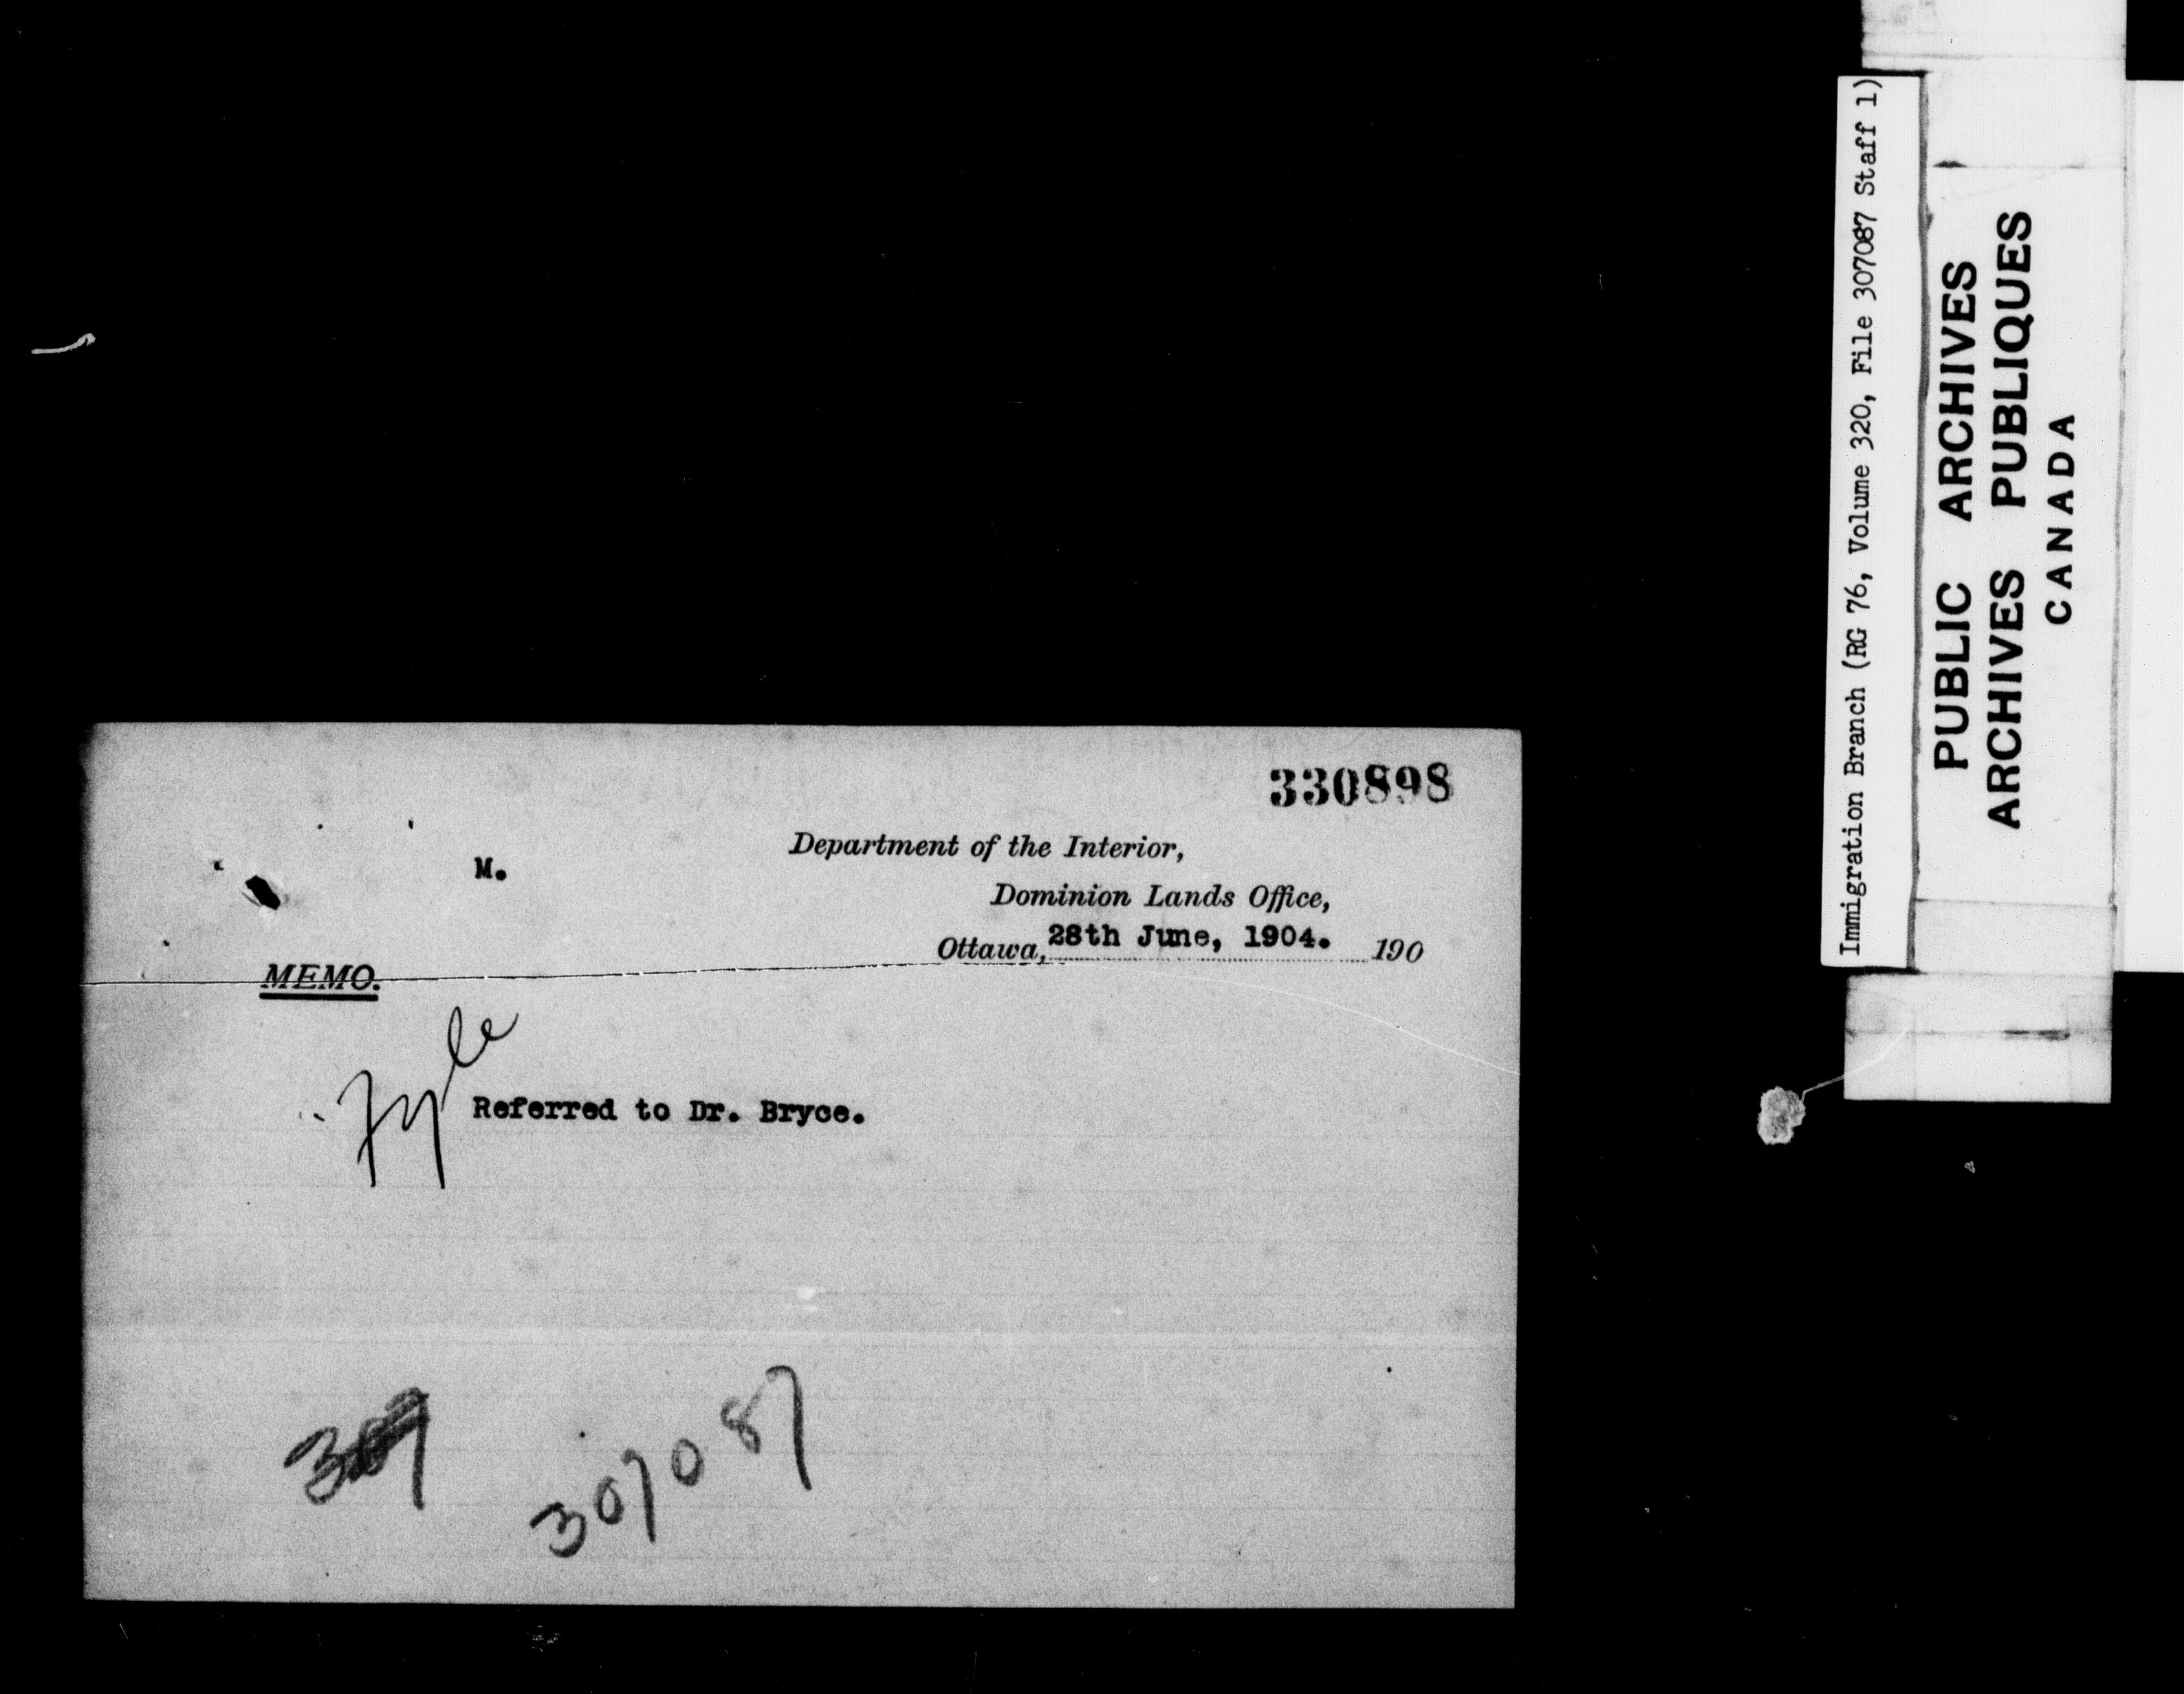 330898
Department of the Interior,
M.
Dominion Lands Office,
Ottawa, 28th June, 1904. 190
MEMO.
Fyle
Referred to Dr. Bryce.
307087
Immigration Branch (RG 76, Volume 320, File 307087 Staff 1)
PUBLIC ARCHIVES
ARCHIVES PUBLIQUES
CANADA